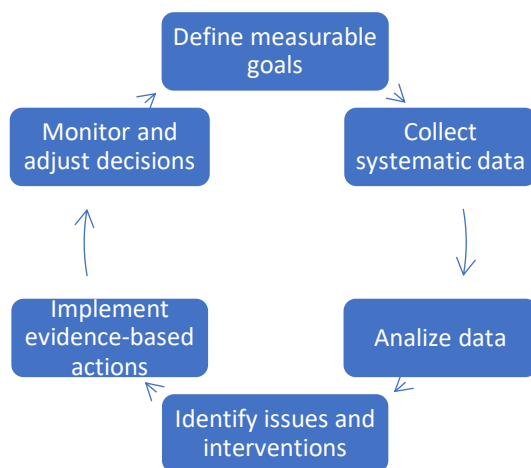 Define measurable
goals
Collect
systematic data
Analize data
Identify issues and
interventions
Implement
evidence-based
actions
Monitor and
adjust decisions